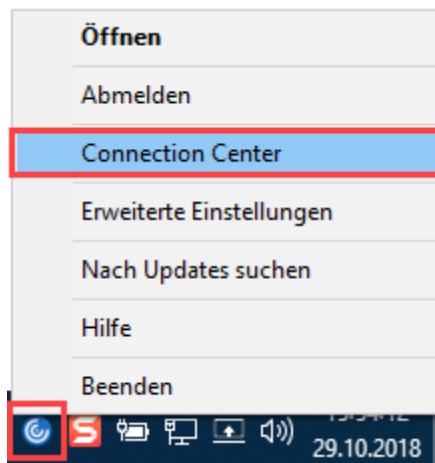 Öffnen
Abmelden
Connection Center
Erweiterte Einstellungen
Nach Updates suchen
Hilfe
Beenden
29.10.2018